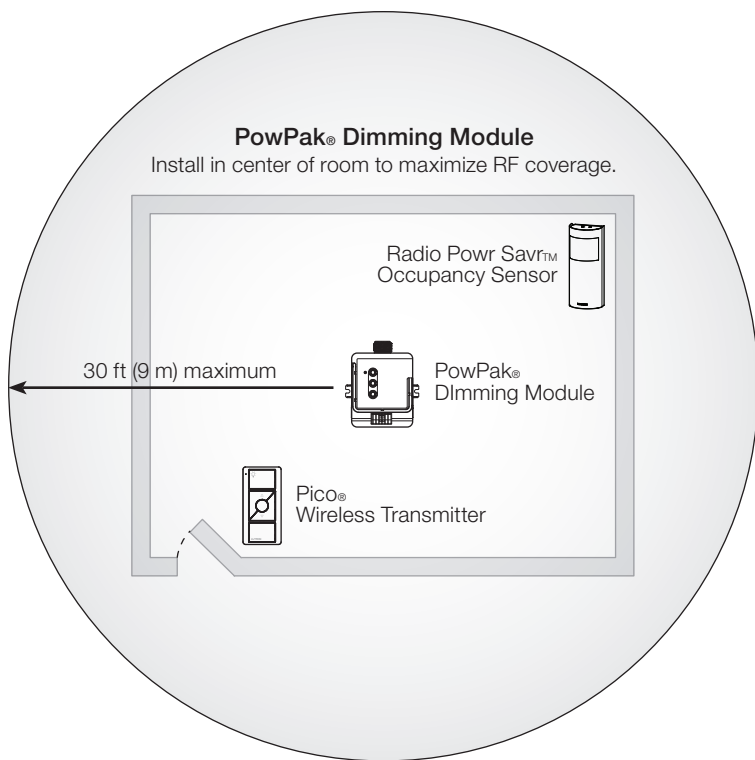 PowPak® Dimming Module
Install in center of room to maximize RF coverage.
Radio Powr Savr™
Occupancy Sensor
30 ft (9 m) maximum
PowPak®
DImming Module
Pico®
Wireless Transmitter